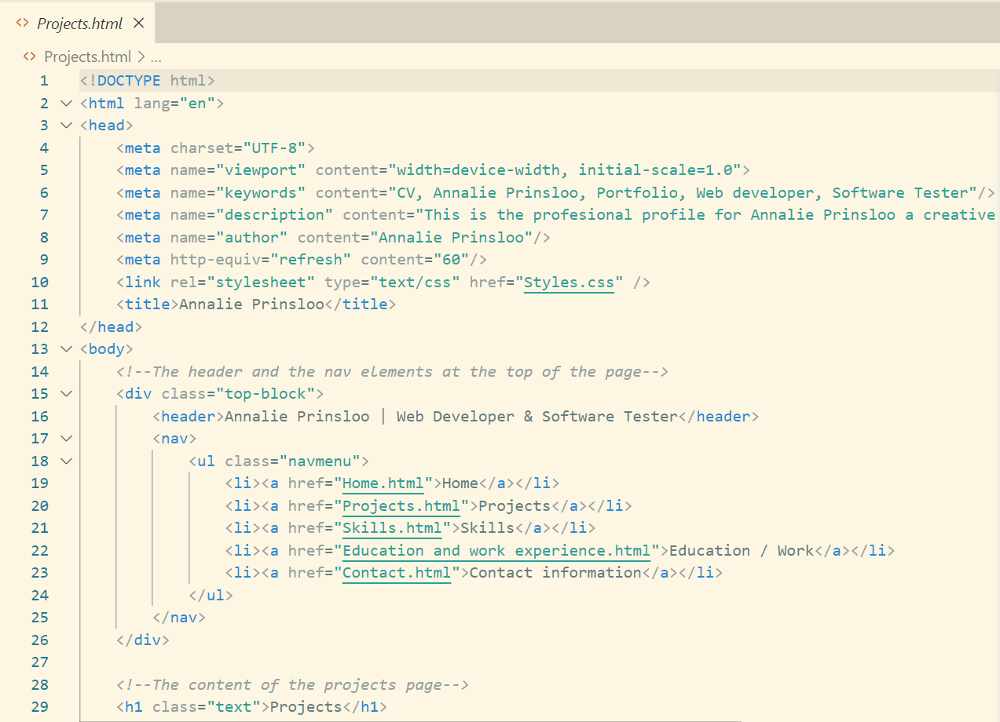 Projects.html
Projects.html > ...
1 <!DOCTYPE html>
2 <html lang="en">
3 <head>
4     <meta charset="UTF-8">
5     <meta name="viewport" content="width=device-width, initial-scale=1.0">
6     <meta name="keywords" content="CV, Annalie Prinsloo, Portfolio, Web developer, Software Tester"/>
7     <meta name="description" content="This is the profesional profile for Annalie Prinsloo a creative
8     <meta name="author" content="Annalie Prinsloo"/>
9     <meta http-equiv="refresh" content="60"/>
10     <link rel="stylesheet" type="text/css" href="Styles.css" />
11     <title>Annalie Prinsloo</title>
12 </head>
13 <body>
14     <!--The header and the nav elements at the top of the page-->
15     <div class="top-block">
16         <header>Annalie Prinsloo | Web Developer & Software Tester</header>
17         <nav>
18             <ul class="navmenu">
19                 <li><a href="Home.html">Home</a></li>
20                 <li><a href="Projects.html">Projects</a></li>
21                 <li><a href="Skills.html">Skills</a></li>
22                 <li><a href="Education and work experience.html">Education / Work</a></li>
23                 <li><a href="Contact.html">Contact information</a></li>
24             </ul>
25         </nav>
26     </div>
27
28     <!--The content of the projects page-->
29     <h1 class="text">Projects</h1>